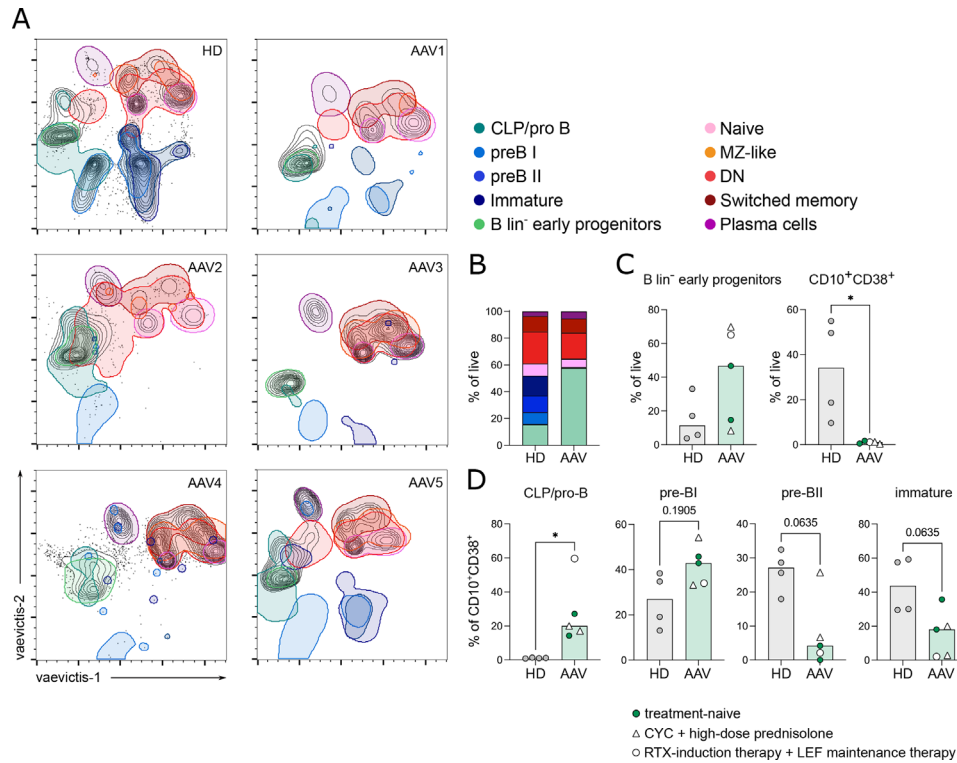 A
HD
AAV1
AAV2
AAV3
AAV4
AAV5
vaevictis-2
vaevictis-1
CLP/pro B
preB I
preB II
Immature
B lin⁻ early progenitors
Naive
MZ-like
DN
Switched memory
Plasma cells
B
% of live
100
80
60
40
20
0
HD AAV
C
B lin⁻ early progenitors
% of live
80
60
40
20
0
HD AAV
CD10⁺CD38⁺
% of live
60
40
20
0
*
HD AAV
D
% of CD10⁺CD38⁺
CLP/pro-B
80
60
40
20
0
*
HD AAV
pre-BI
0.1905
60
40
20
0
HD AAV
pre-BII
0.0635
40
30
20
10
0
HD AAV
immature
0.0635
80
60
40
20
0
HD AAV
treatment-naive
CYC + high-dose prednisolone
RTX-induction therapy + LEF maintenance therapy